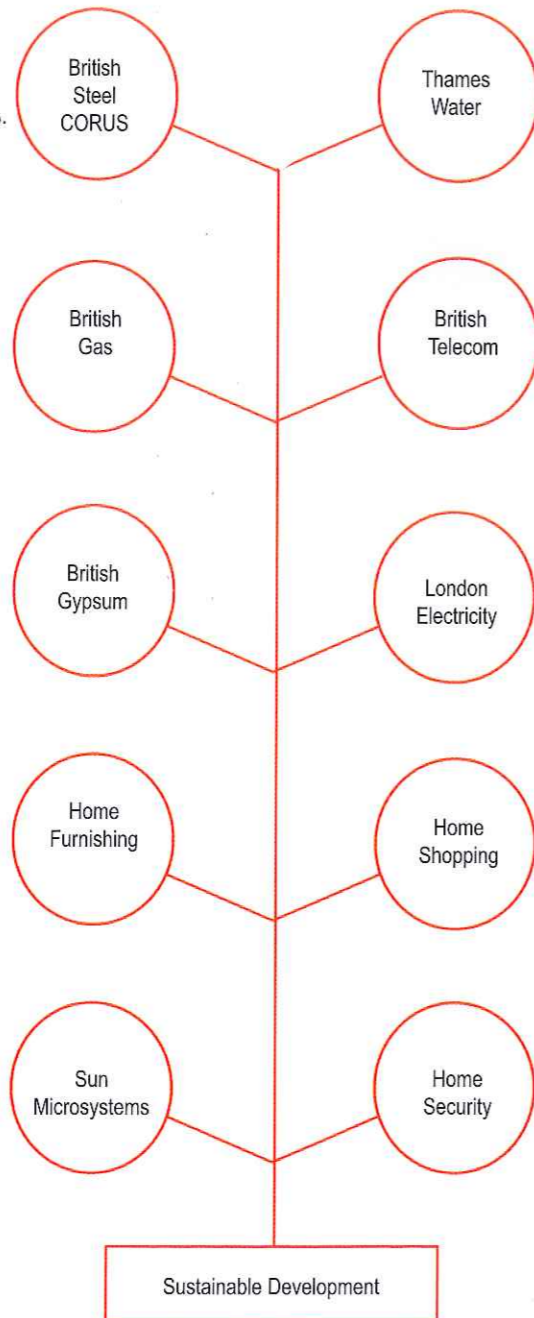 British
Steel
CORUS
Thames
Water
British
Gas
British
Telecom
British
Gypsum
London
Electricity
Home
Furnishing
Home
Shopping
Sun
Microsystems
Home
Security
Sustainable Development